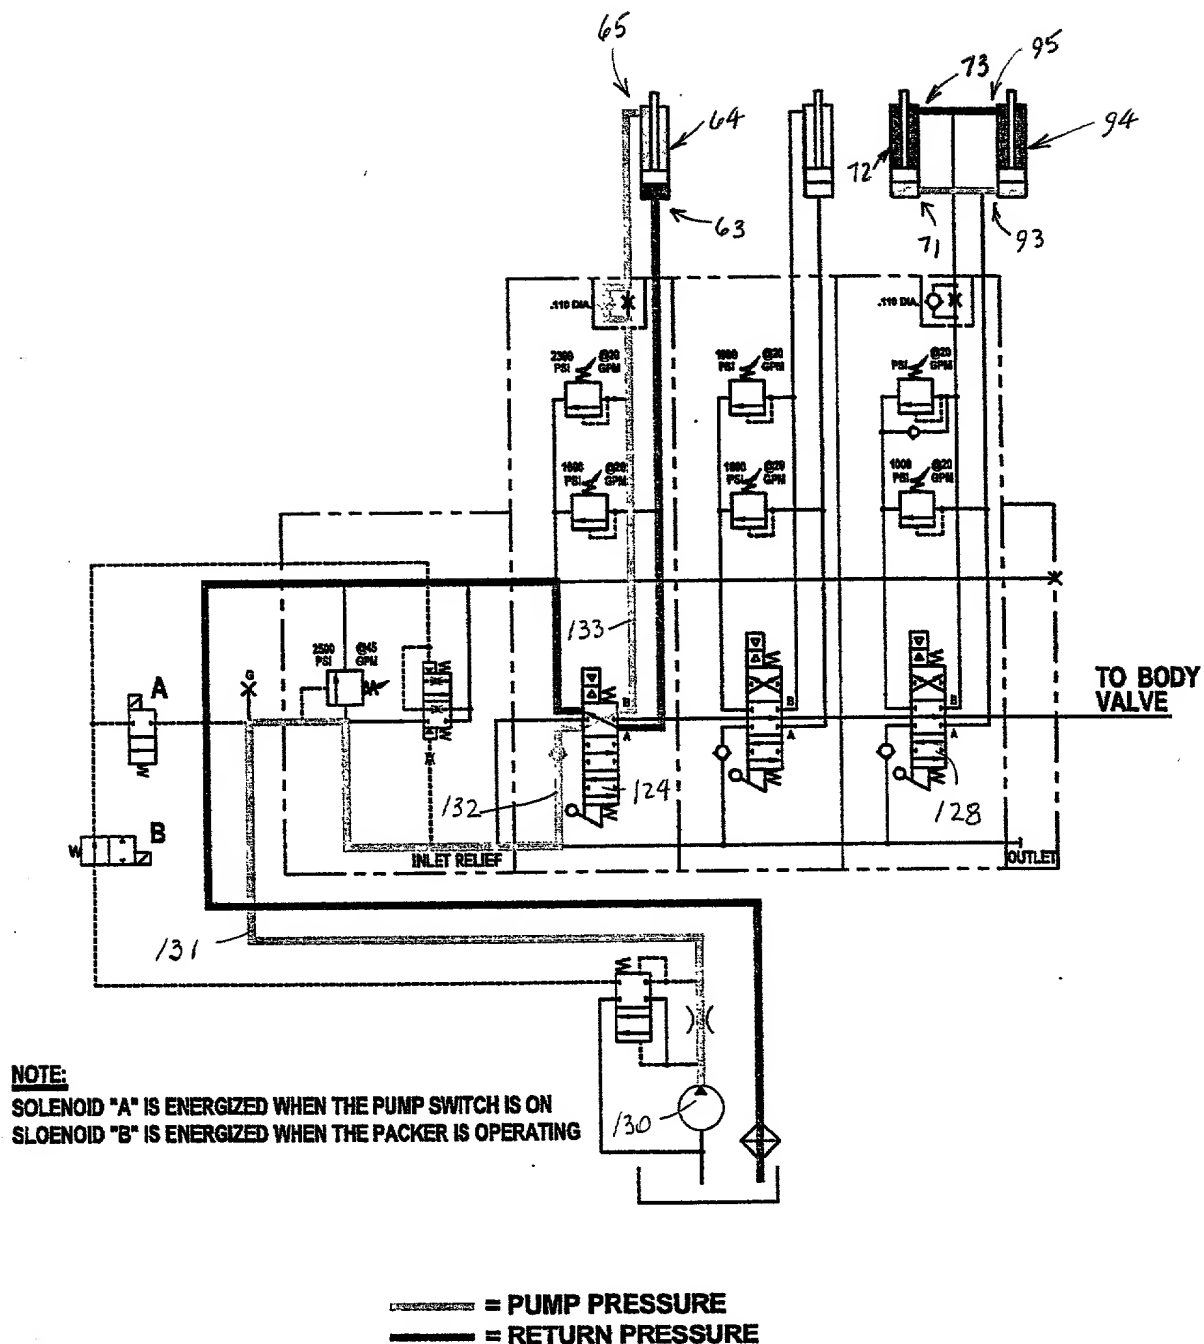 65
95
73
64
94
72
63
71
93
.110 DIA.
.110 DIA.
2300 PSI @20 GPM
@20 GPM
PSI @20 GPM
PSI @20 GPM
PSI @20 GPM
1000 PSI @20 GPM
133
2500 PSI @45 GPM
G
A
B
A
B
A
B
A
TO BODY
VALVE
132
124
128
B
W
INLET RELIEF
OUTLET
131
NOTE:
SOLENOID "A" IS ENERGIZED WHEN THE PUMP SWITCH IS ON
SLOENOID "B" IS ENERGIZED WHEN THE PACKER IS OPERATING
130
= PUMP PRESSURE
= RETURN PRESSURE